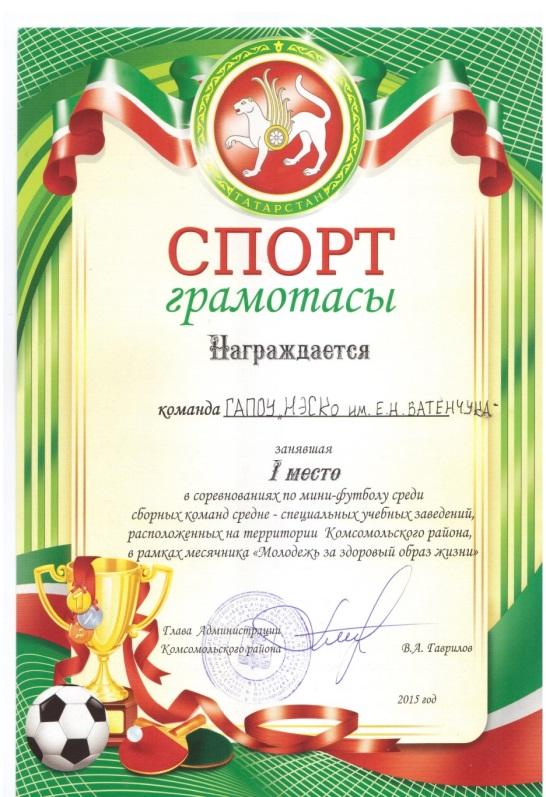 ТАТАРСТАН
СПОРТ
грамотасы
Награждается
команда ГАПОУ „НЭСКО им. Е.Н. БАТЕНЧУКА"
занявшая
I место
в соревнованиях по мини-футболу среди
сборных команд средне - специальных учебных заведений,
расположенных на территории Комсомольского района,
в рамках месячника «Молодежь за здоровый образ жизни»
Глава Администрации
Комсомольского района
В.А. Гаврилов
2015 год